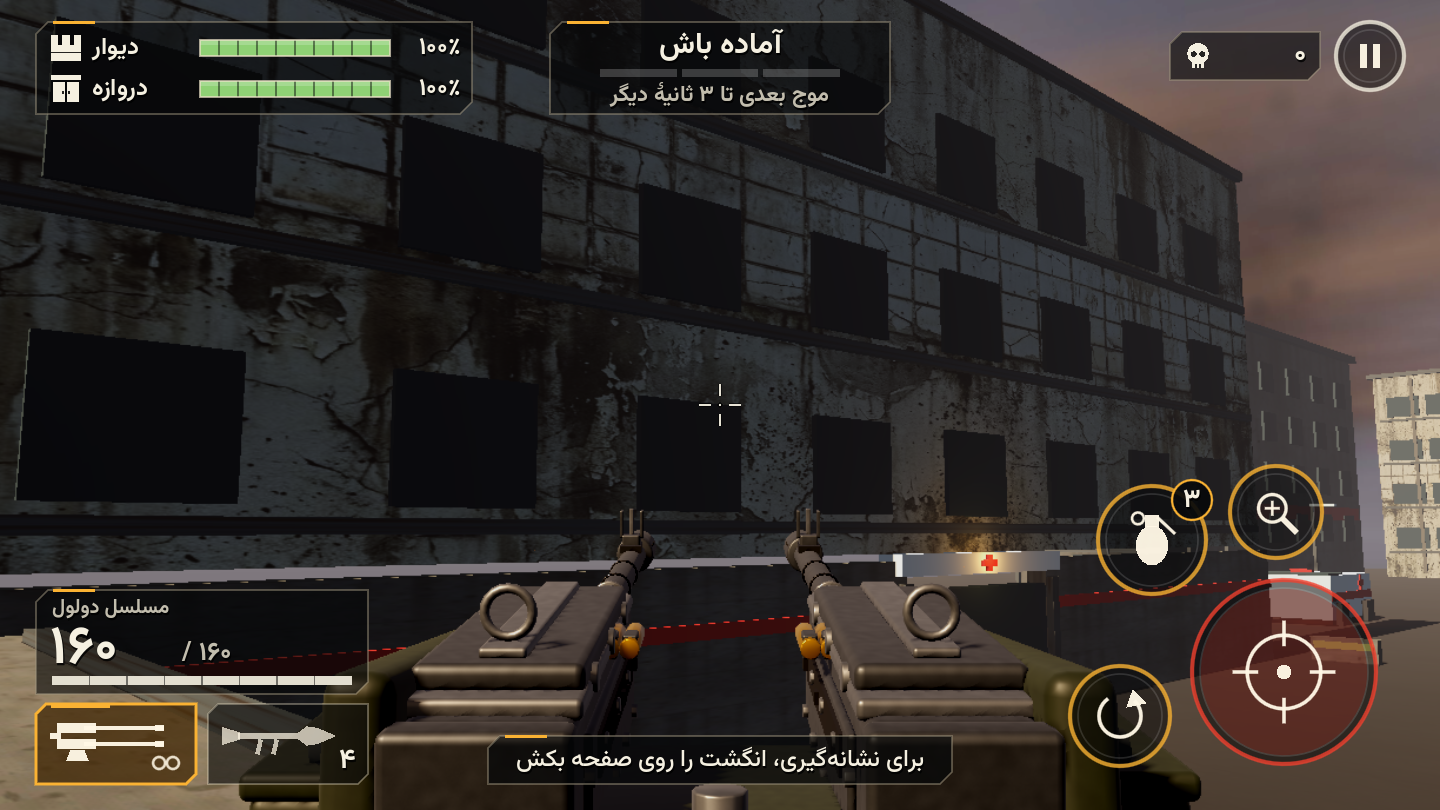 دیوار ۱۰۰٪
دروازه ۱۰۰٪
آماده باش
موج بعدی تا ۳ ثانیهٔ دیگر
۰
۳
مسلسل دولول
۱۶۰ / ۱۶۰
∞
۴
برای نشانه‌گیری، انگشت را روی صفحه بکش